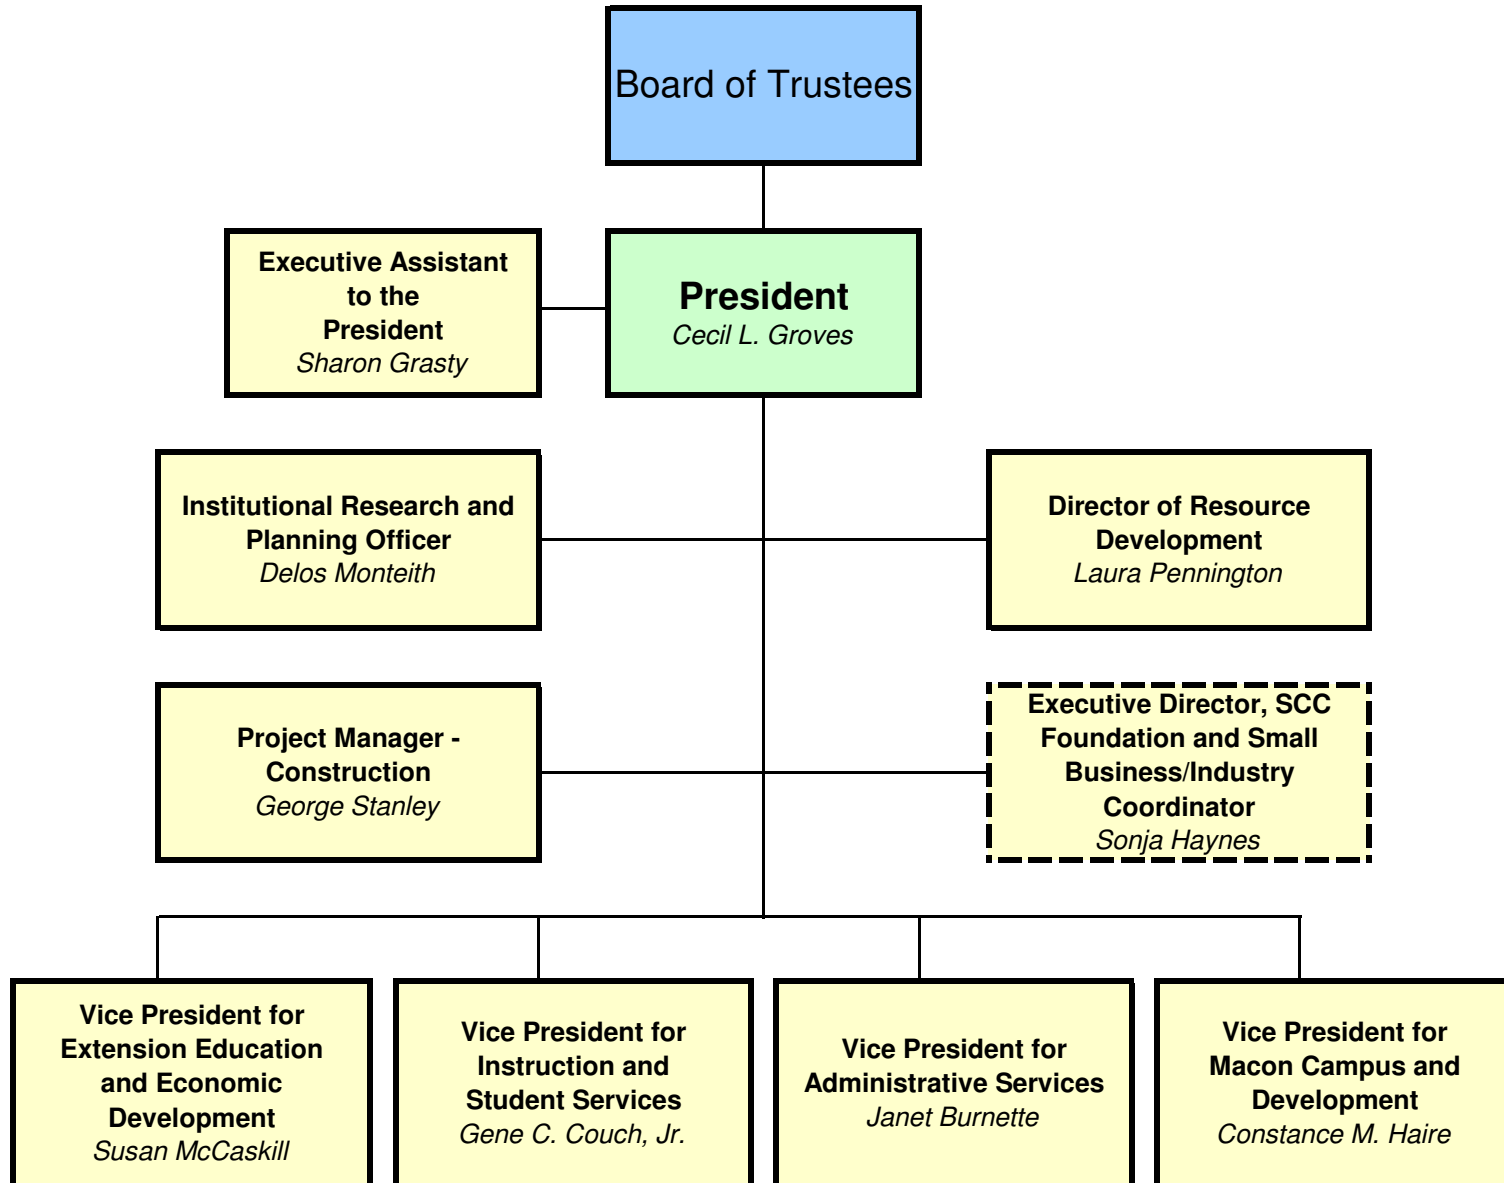 Board of Trustees
Executive Assistant
to the
President
Sharon Grasty
President
Cecil L. Groves
Institutional Research and
Planning Officer
Delos Monteith
Director of Resource
Development
Laura Pennington
Project Manager -
Construction
George Stanley
Executive Director, SCC
Foundation and Small
Business/Industry
Coordinator
Sonja Haynes
Vice President for
Extension Education
and Economic
Development
Susan McCaskill
Vice President for
Instruction and
Student Services
Gene C. Couch, Jr.
Vice President for
Administrative Services
Janet Burnette
Vice President for
Macon Campus and
Development
Constance M. Haire